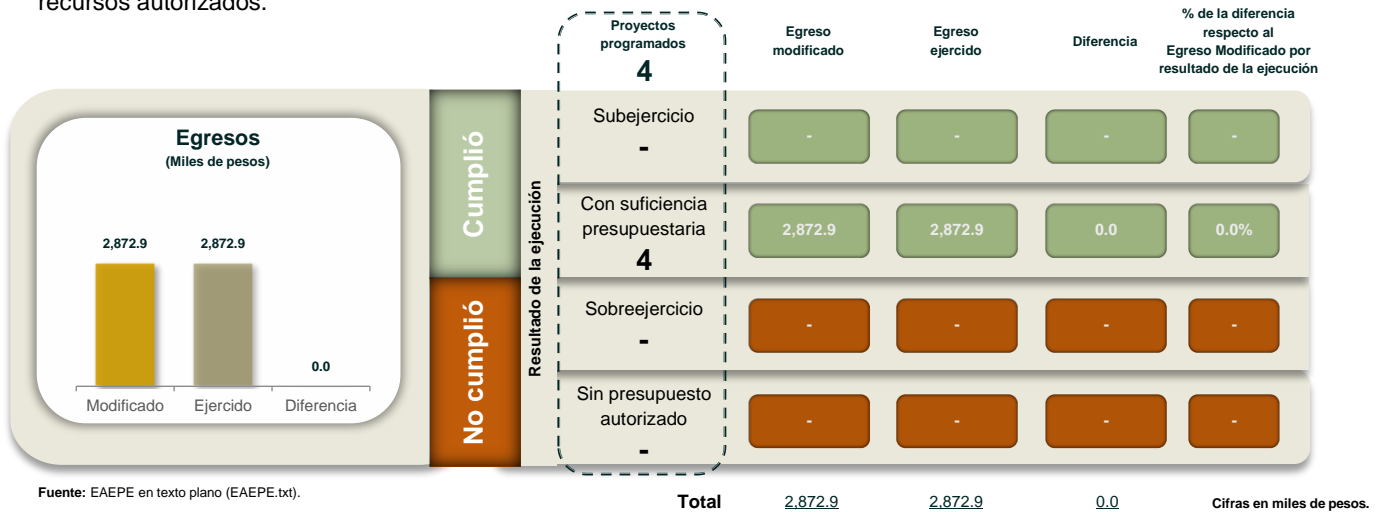 recursos autorizados.
Proyectos
programados
4
Egreso
modificado
Egreso
ejercido
Diferencia
% de la diferencia
respecto al
Egreso Modificado por
resultado de la ejecución
Egresos
(Miles de pesos)
2,872.9
2,872.9
0.0
Modificado
Ejercido
Diferencia
Cumplió
No cumplió
Resultado de la ejecución
Subejercicio
-
-
-
-
-
Con suficiencia
presupuestaria
4
2,872.9
2,872.9
0.0
0.0%
Sobreejercicio
-
-
-
-
-
Sin presupuesto
autorizado
-
-
-
-
-
Fuente: EAEPE en texto plano (EAEPE.txt).
Total 2,872.9 2,872.9 0.0
Cifras en miles de pesos.